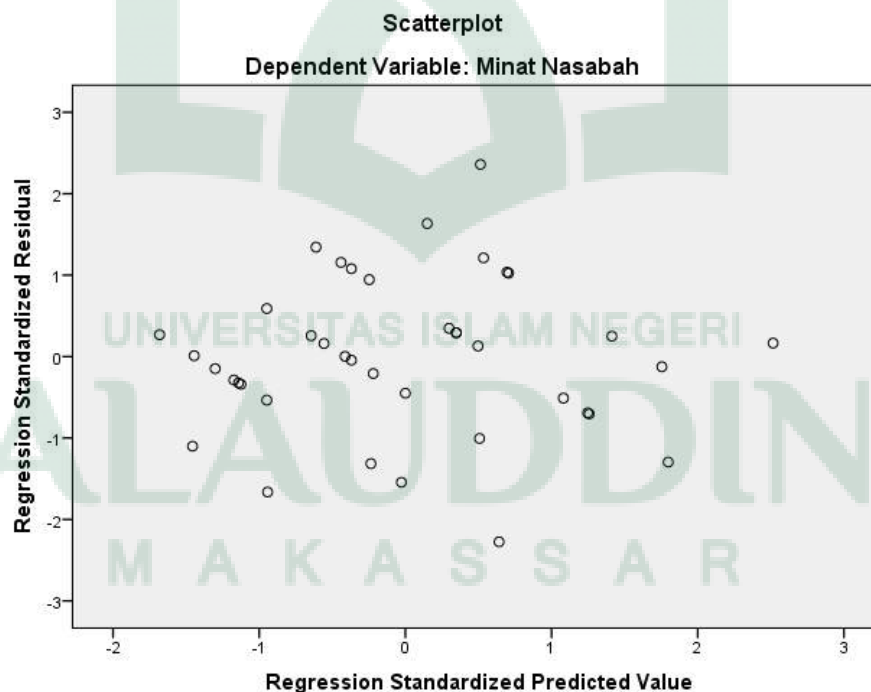 Scatterplot
Dependent Variable: Minat Nasabah
Regression Standardized Residual
3
2
1
0
-1
-2
-3
UNIVERSITAS ISLAM NEGERI
ALAUDDIN
MAKASSAR
-2 -1 0 1 2 3
Regression Standardized Predicted Value